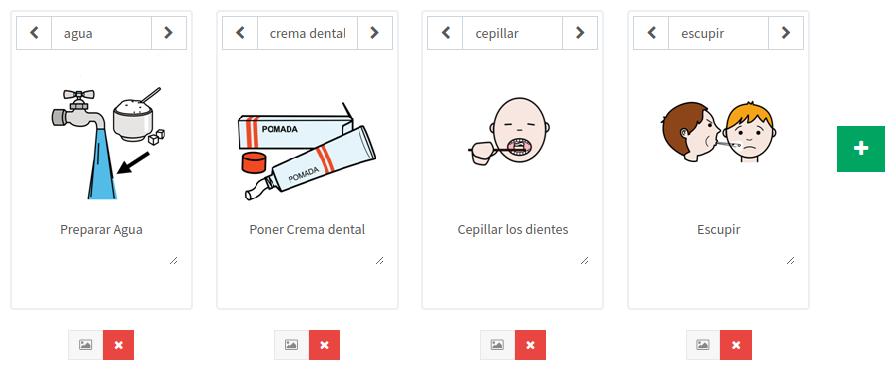 agua
crema dental
cepillar
escupir
POMADA
POMADA
Preparar Agua
Poner Crema dental
Cepillar los dientes
Escupir